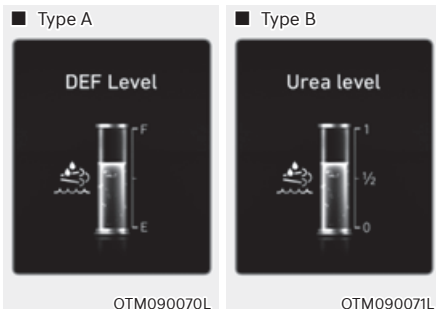 ■ Type A
DEF Level
F
E
OTM090070L
■ Type B
Urea level
1
½
0
OTM090071L